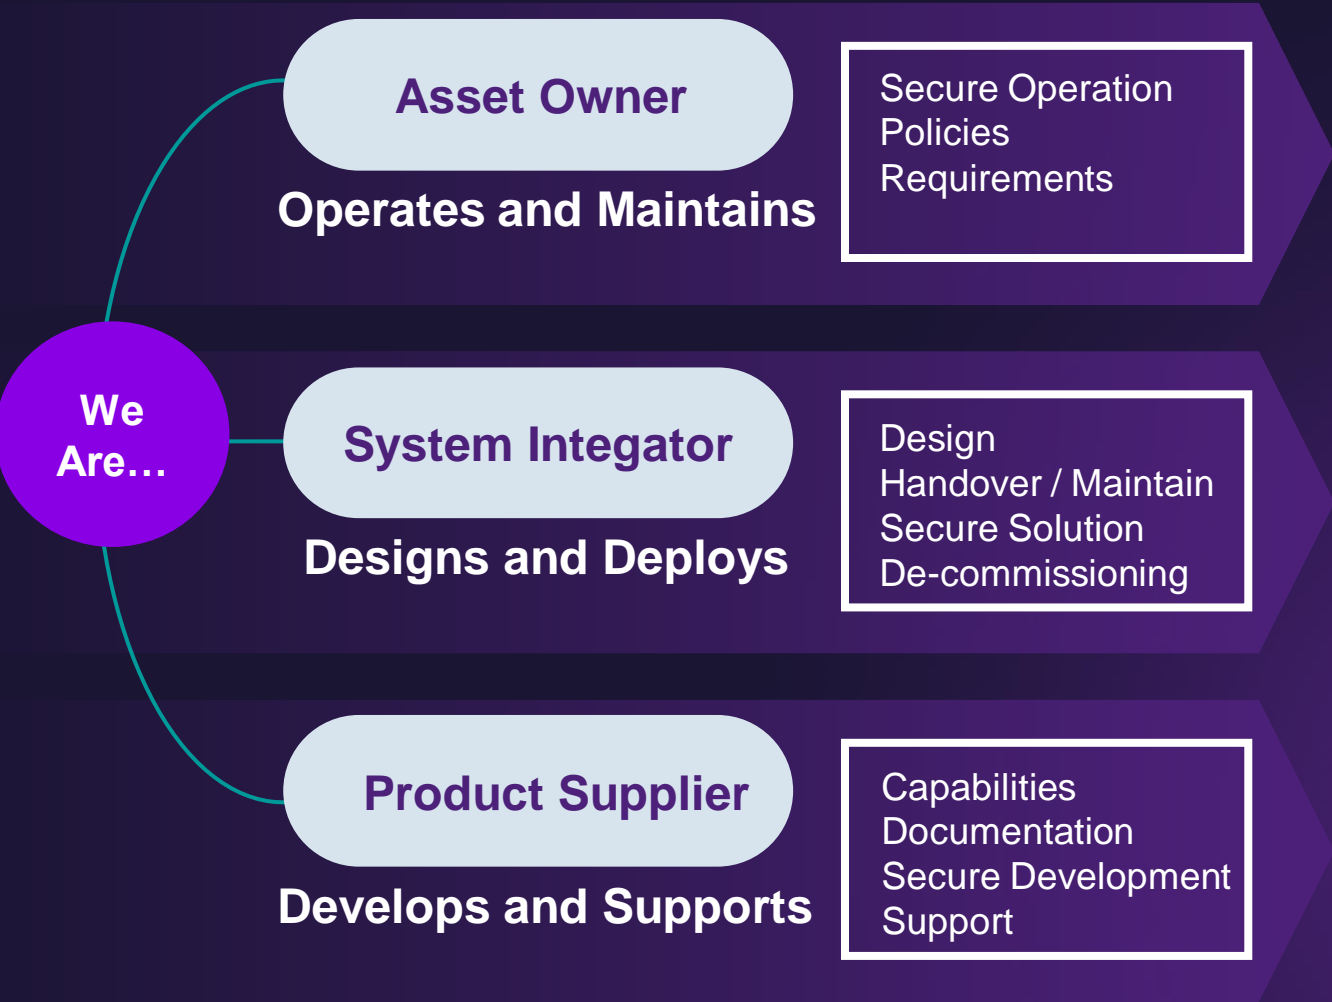 We
Are…
Asset Owner
Operates and Maintains
Secure Operation
Policies
Requirements
System Integator
Designs and Deploys
Design
Handover / Maintain
Secure Solution
De-commissioning
Product Supplier
Develops and Supports
Capabilities
Documentation
Secure Development
Support